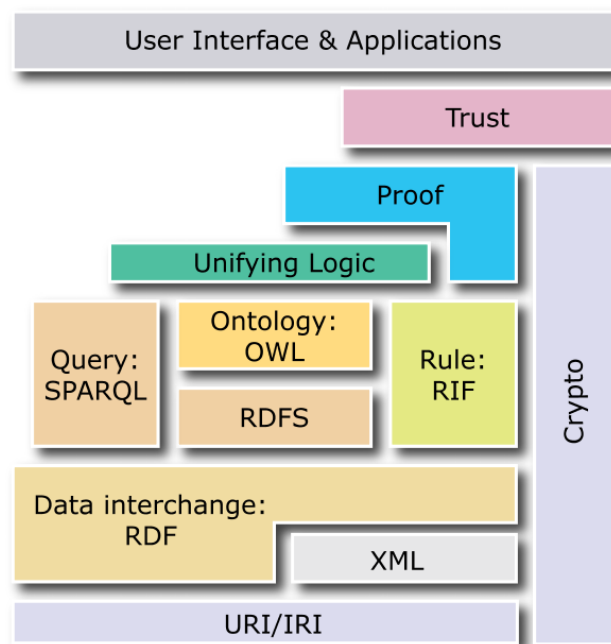 User Interface & Applications
Trust
Proof
Unifying Logic
Query:
SPARQL
Ontology:
OWL
RDFS
Rule:
RIF
Crypto
Data interchange:
RDF
XML
URI/IRI